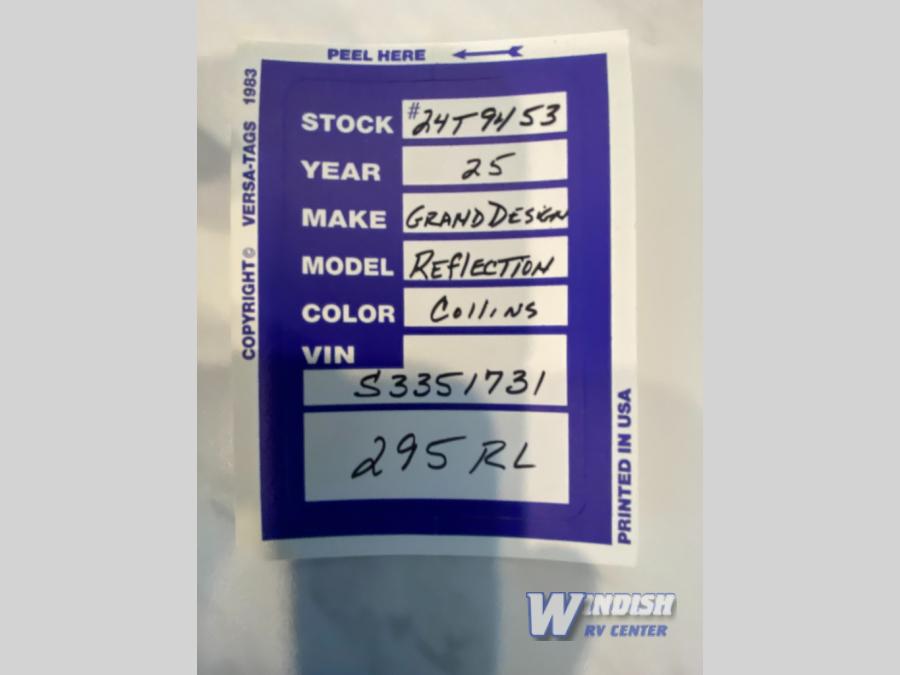 PEEL HERE
COPYRIGHT © VERSA-TAGS 1983
STOCK #24T9453
YEAR 25
MAKE GRAND DESIGN
MODEL REFLECTION
COLOR Collins
VIN
S3351731
295 RL
PRINTED IN USA
WINDISH
RV CENTER